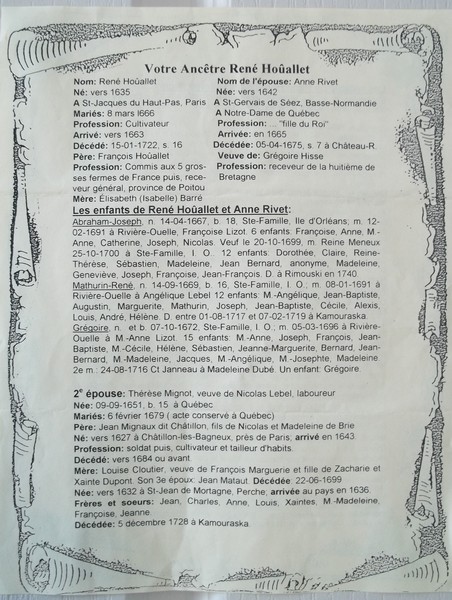 Votre Ancêtre René Hoûallet
Nom: René Hoûallet
Né: vers 1635
A St-Jacques du Haut-Pas, Paris
Mariés: 8 mars l666
Profession: Cultivateur
Arrivé: vers 1663
Décédé: 15-01-1722, s. 16
Père: François Hoûallet
Profession: Commis aux 5 gros-
ses fermes de France puis, rece-
veur général, province de Poitou
Mère: Élisabeth (Isabelle) Barré
Nom de l'épouse: Anne Rivet
Née: vers 1642
A St-Gervais de Séez, Basse-Normandie
A Notre-Dame de Québec
Profession: ... "fille du Roi"
Arrivée: en 1665
Décédée: 05-04-1675, s. 7 à Château-R.
Veuve de: Grégoire Hisse
Profession: receveur de la huitième de
Bretagne
Les enfants de René Hoûallet et Anne Rivet:
Abraham-Joseph, n. 14-04-1667, b. 18, Ste-Famille, Ile d'Orléans; m. 12-
02-1691 à Rivière-Ouelle, Françoise Lizot. 6 enfants: Françoise, Anne, M.-
Anne, Catherine, Joseph, Nicolas. Veuf le 20-10-1699, m. Reine Meneux
25-10-1700 à Ste-Famille, I. O. 12 enfants: Dorothée, Claire, Reine-
Thérèse, Sébastien, Madeleine, Jean Bernard, anonyme, Madeleine,
Geneviève, Joseph, Françoise, Jean-François. D. à Rimouski en 1740.
Mathurin-René, n. 14-09-1669, b. 16, Ste-Famille, I. O.; m. 08-01-1691 à
Rivière-Ouelle à Angélique Lebel 12 enfants: M.-Angélique, Jean-Baptiste,
Augustin, Marguerite, Mathurin, Joseph, Jean-Baptiste, Cécile, Alexis,
Louis, André, Hélène. D. entre 01-08-1717 et 07-02-1719 à Kamouraska.
Grégoire, n. et b. 07-10-1672, Ste-Famille, I. O.; m. 05-03-1696 à Rivière-
Ouelle à M.-Anne Lizot. 15 enfants: M.-Anne, Joseph, François, Jean-
Baptiste, M.-Cécile, Hélène, Sébastien, Jeanne-Marguerite, Bernard, Jean-
Bernard, M.-Madeleine, Jacques, M.-Angélique, M.-Josephte, Madeleine
2e m.: 24-08-1716 Ct Janneau à Madeleine Dubé. Un enfant: Grégoire.
2e épouse: Thérèse Mignot, veuve de Nicolas Lebel, laboureur
Née: 09-09-1651, b. 15 à Québec
Mariés: 6 février 1679 ( acte conservé à Québec)
Père: Jean Mignaux dit Châtillon, fils de Nicolas et Madeleine de Brie
Né: vers 1627 à Châtillon-les-Bagneux, près de Paris; arrivé en 1643.
Profession: soldat puis, cultivateur et tailleur d'habits.
Décédé: vers 1684 ou avant.
Mère: Louise Cloutier, veuve de François Marguerie et fille de Zacharie et
Xainte Dupont. Son 3e époux: Jean Mataut. Décédée: 22-06-1699
Née: vers 1632 à St-Jean de Mortagne, Perche; arrivée au pays en 1636.
Frères et soeurs: Jean, Charles, Anne, Louis, Xaintes, M.-Madeleine,
Françoise, Jeanne.
Décédée: 5 décembre 1728 à Kamouraska.